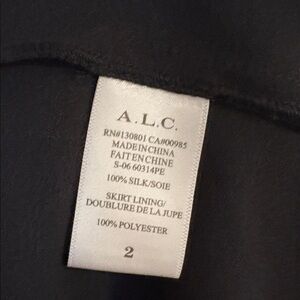 A.L.C.
RN#130801 CA#00985
MADE IN CHINA
FAIT EN CHINE
S-06 60314PE
100% SILK/SOIE
SKIRT LINING/
DOUBLURE DE LA JUPE
100% POLYESTER
2